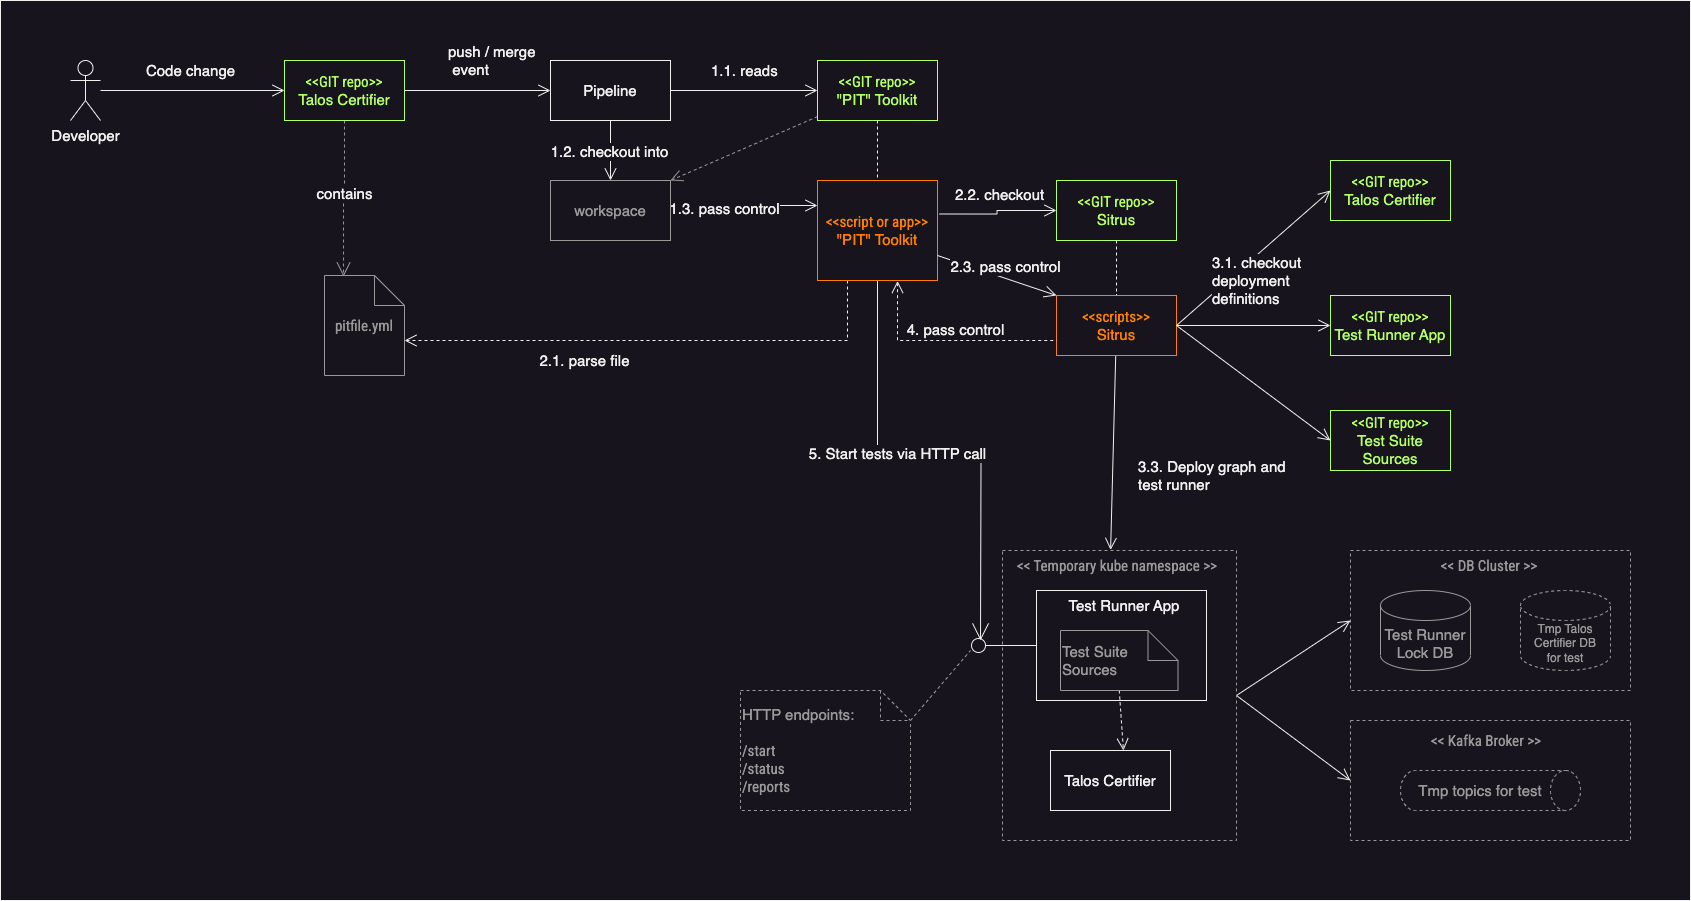 Developer
Code change
<<GIT repo>>
Talos Certifier
push / merge
event
Pipeline
1.1. reads
<<GIT repo>>
"PIT" Toolkit
1.2. checkout into
contains
workspace
1.3. pass control
<<script or app>>
"PIT" Toolkit
2.2. checkout
<<GIT repo>>
Sitrus
2.3. pass control
<<scripts>>
Sitrus
4. pass control
3.1. checkout
deployment
definitions
<<GIT repo>>
Talos Certifier
<<GIT repo>>
Test Runner App
<<GIT repo>>
Test Suite
Sources
pitfile.yml
2.1. parse file
5. Start tests via HTTP call
3.3. Deploy graph and
test runner
<< Temporary kube namespace >>
Test Runner App
Test Suite
Sources
Talos Certifier
HTTP endpoints:
/start
/status
/reports
<< DB Cluster >>
Test Runner
Lock DB
Tmp Talos
Certifier DB
for test
<< Kafka Broker >>
Tmp topics for test